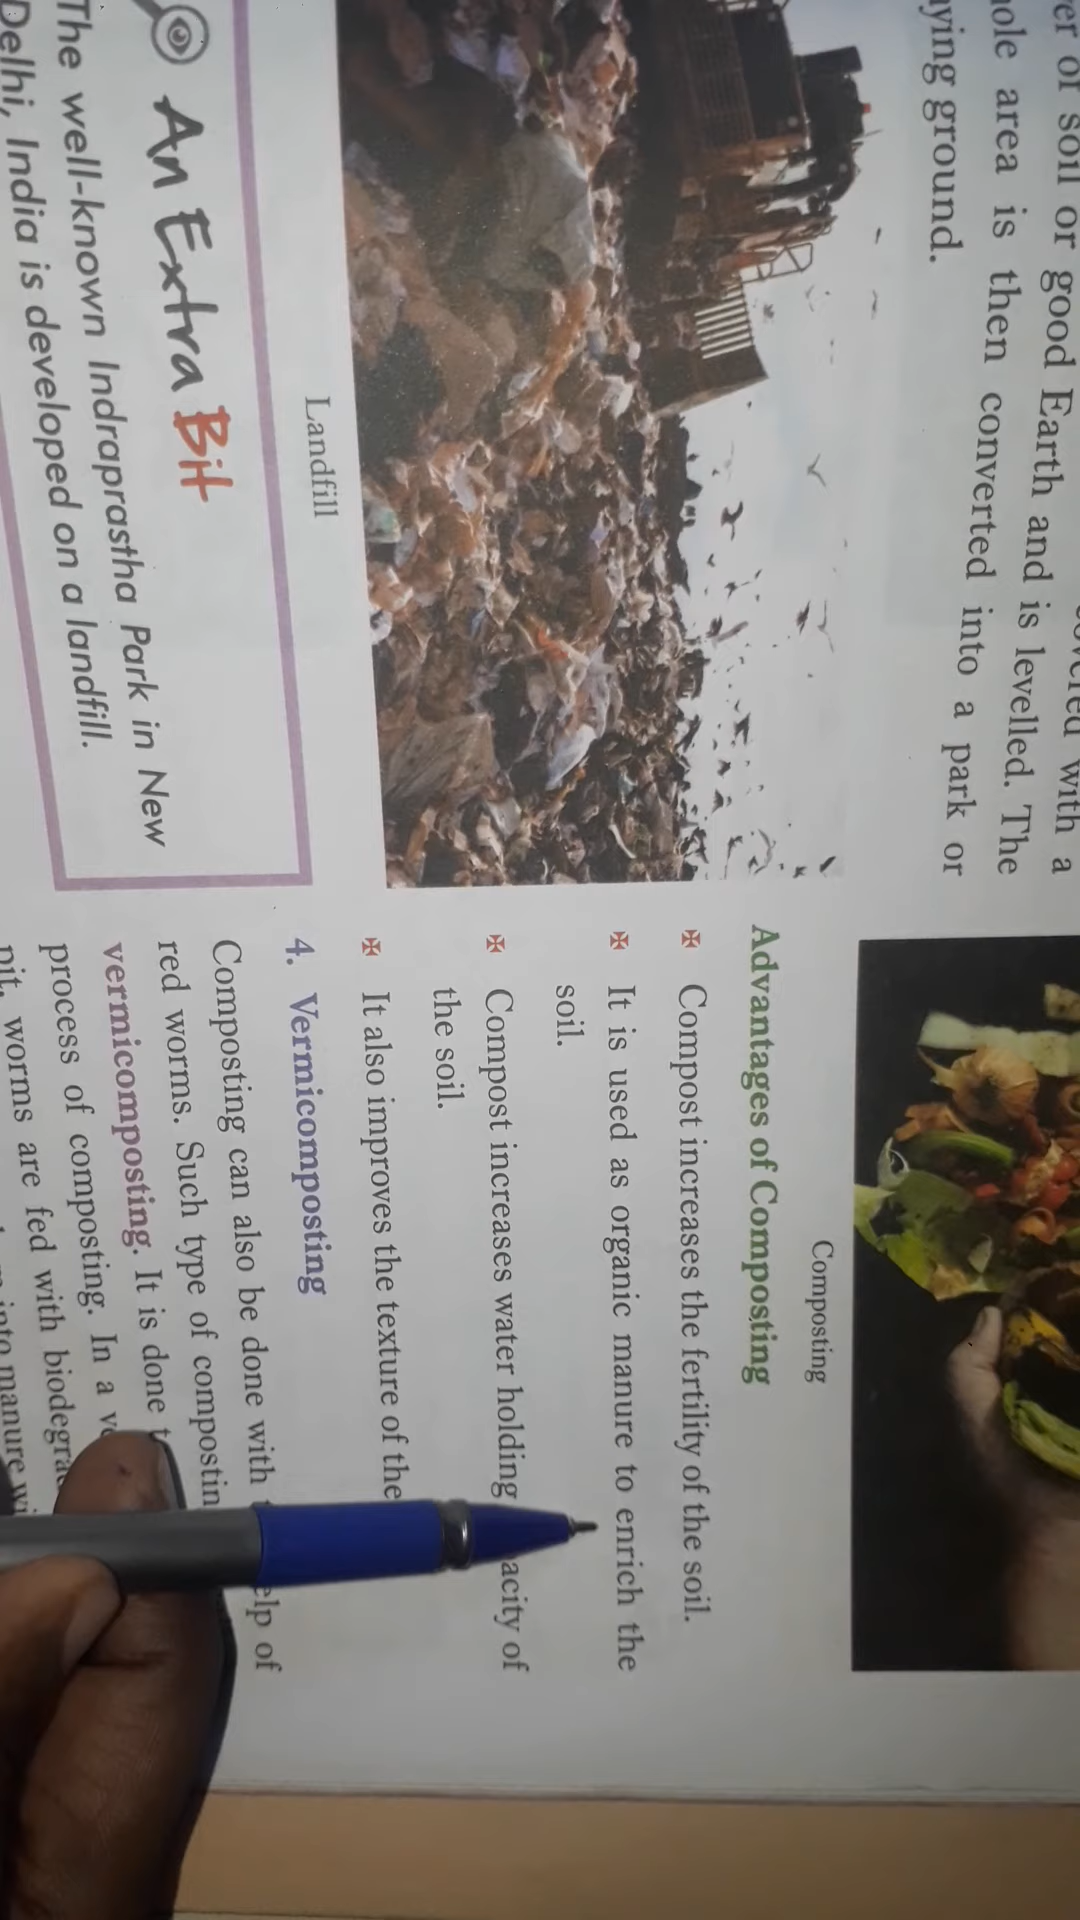 covered with a
er of soil or good Earth and is levelled. The
area is then converted into a park or
ground.
Landfill
An Extra Bit
The well-known Indraprastha Park in New
Delhi, India is developed on a landfill.
Composting
Advantages of Composting
✠ Compost increases the fertility of the soil.
✠ It is used as organic manure to enrich the
soil.
✠ Compost increases water holding acity of
the soil.
✠ It also improves the texture of the
4. Vermicomposting
Composting can also be done with elp of
red worms. Such type of compostin
vermicomposting. It is done
process of composting. In a
pit, worms are fed with biodegra
into manure